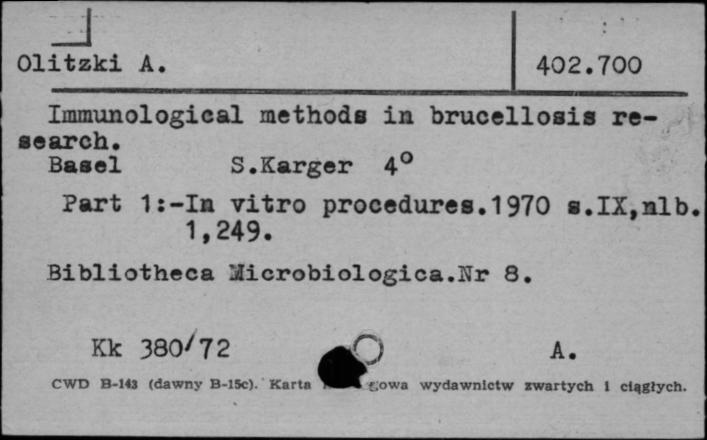 Olitzki A.
402.700
Immunological methods in brucellosis re-
search.
Basel S.Karger 4°
Part 1:-In vitro procedures.1970 s.IX,nlb.
1,249.
Bibliotheca Microbiologica.Nr 8.
Kk 380/72 A.
CWD B-143 (dawny B-15c). Karta wydawnictw zwartych i ciągłych.